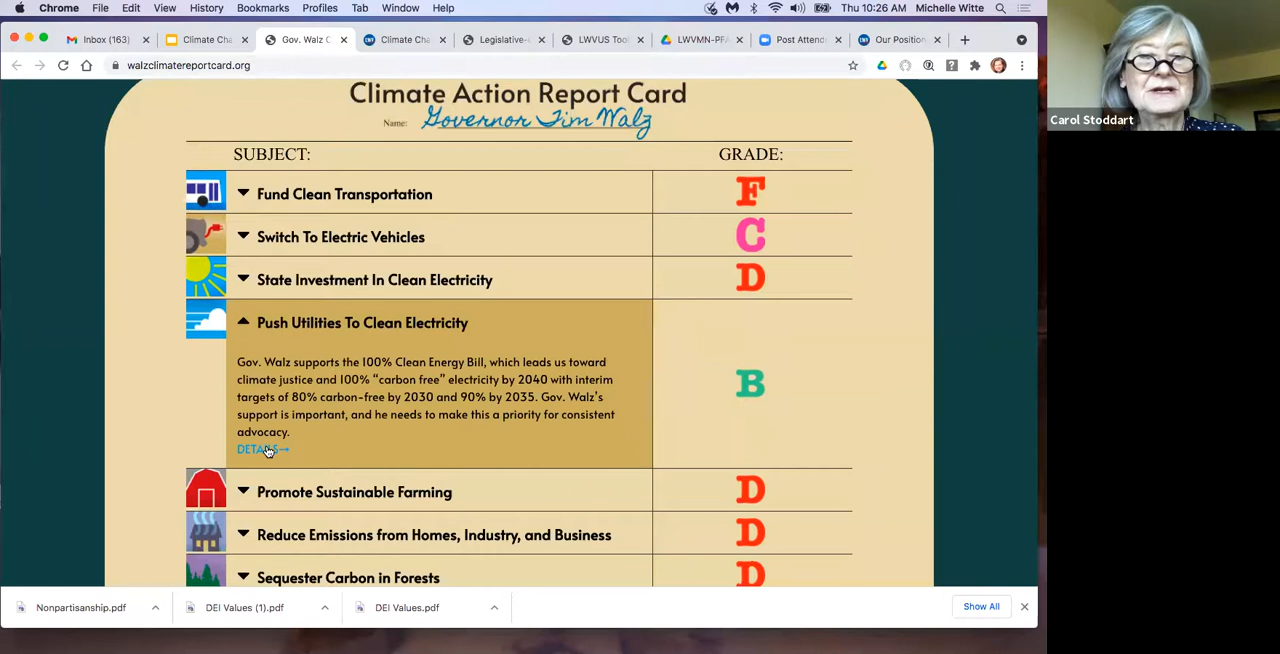 Chrome File Edit View History Bookmarks Profiles Tab Window Help Thu 10:26 AM Michelle Witte
Inbox (163) Climate Cha Gov. Walz C Climate Cha Legislative- LWVUS Too LWVMN-PF Post Attend Our Position
walzclimatereportcard.org
Climate Action Report Card
Name: Governor Tim Walz
SUBJECT: GRADE:
Fund Clean Transportation F
Switch To Electric Vehicles C
State Investment In Clean Electricity D
Push Utilities To Clean Electricity
Gov. Walz supports the 100% Clean Energy Bill, which leads us toward
climate justice and 100% “carbon free” electricity by 2040 with interim
targets of 80% carbon-free by 2030 and 90% by 2035. Gov. Walz’s
support is important, and he needs to make this a priority for consistent
advocacy.
DETAILS→
B
Promote Sustainable Farming D
Reduce Emissions from Homes, Industry, and Business D
Sequester Carbon in Forests D
Nonpartisanship.pdf DEI Values (1).pdf DEI Values.pdf Show All
Carol Stoddart